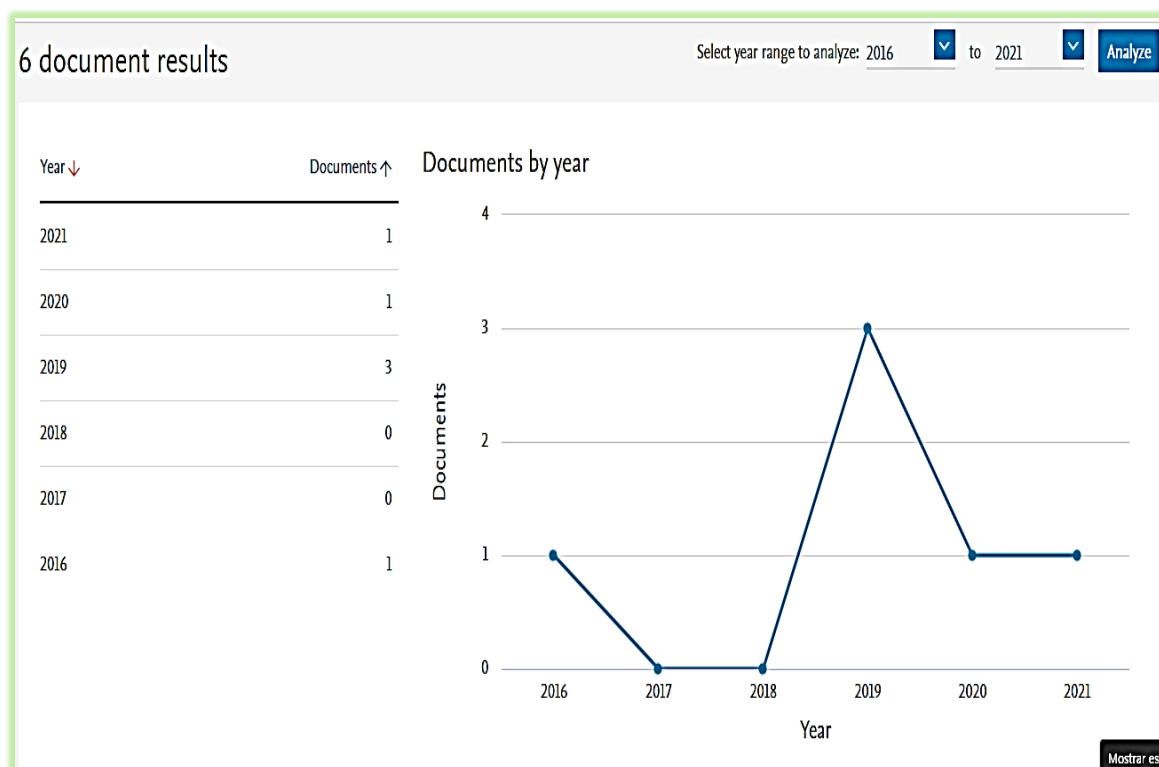 6 document results
Select year range to analyze: 2016 to 2021 Analyze
Year ↓ Documents ↑
2021 1
2020 1
2019 3
2018 0
2017 0
2016 1
Documents by year
4
3
2
1
0
Documents
2016 2017 2018 2019 2020 2021
Year
Mostrar es